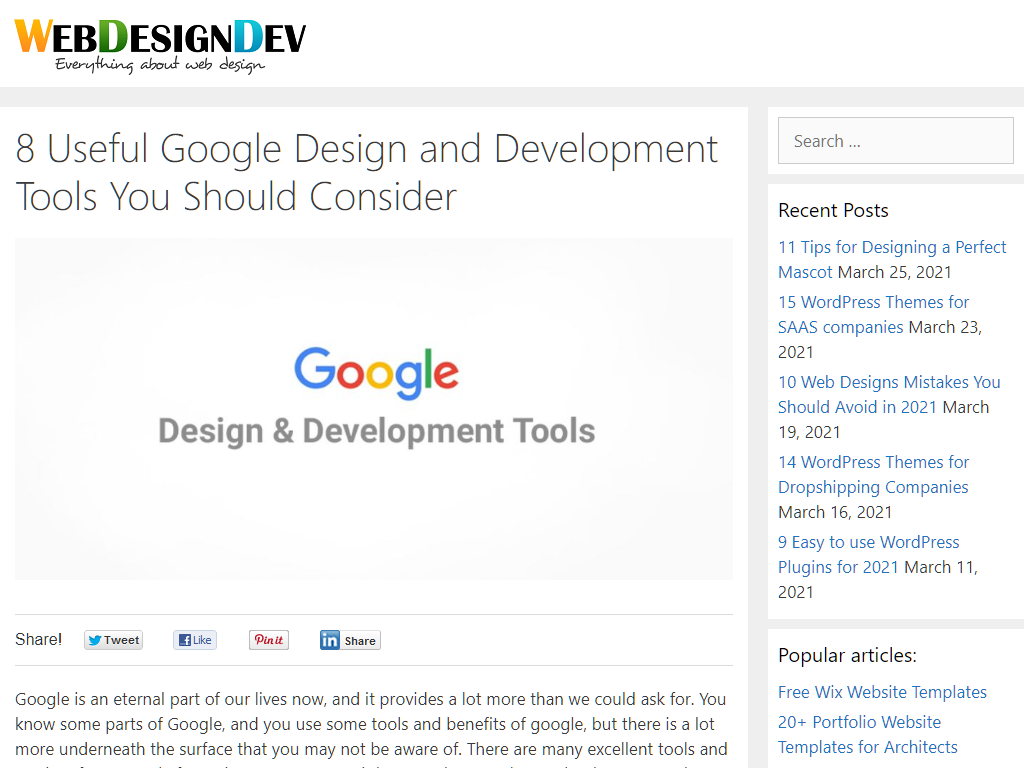 WEBDESIGNDEV
Everything about web design
8 Useful Google Design and Development
Tools You Should Consider
Google
Design & Development Tools
Share!
Tweet
Like
Pin it
in Share
Google is an eternal part of our lives now, and it provides a lot more than we could ask for. You
know some parts of Google, and you use some tools and benefits of google, but there is a lot
more underneath the surface that you may not be aware of. There are many excellent tools and
Search ...
Recent Posts
11 Tips for Designing a Perfect
Mascot March 25, 2021
15 WordPress Themes for
SAAS companies March 23,
2021
10 Web Designs Mistakes You
Should Avoid in 2021 March
19, 2021
14 WordPress Themes for
Dropshipping Companies
March 16, 2021
9 Easy to use WordPress
Plugins for 2021 March 11,
2021
Popular articles:
Free Wix Website Templates
20+ Portfolio Website
Templates for Architects